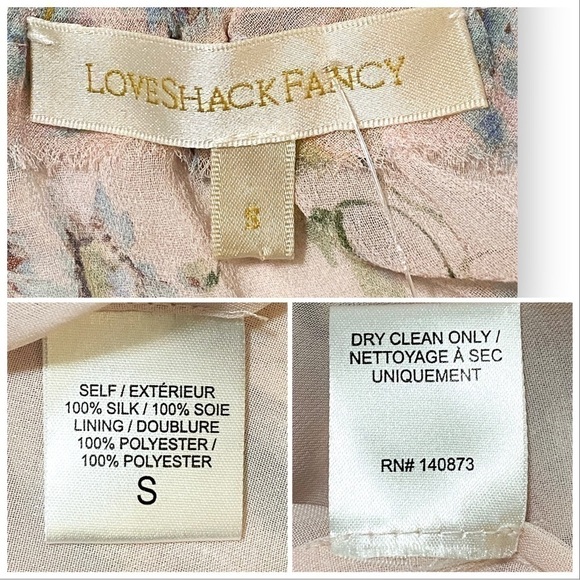 LOVESHACKFANCY
S
SELF / EXTÉRIEUR
100% SILK / 100% SOIE
LINING / DOUBLURE
100% POLYESTER /
100% POLYESTER
S
DRY CLEAN ONLY /
NETTOYAGE À SEC
UNIQUEMENT
RN# 140873